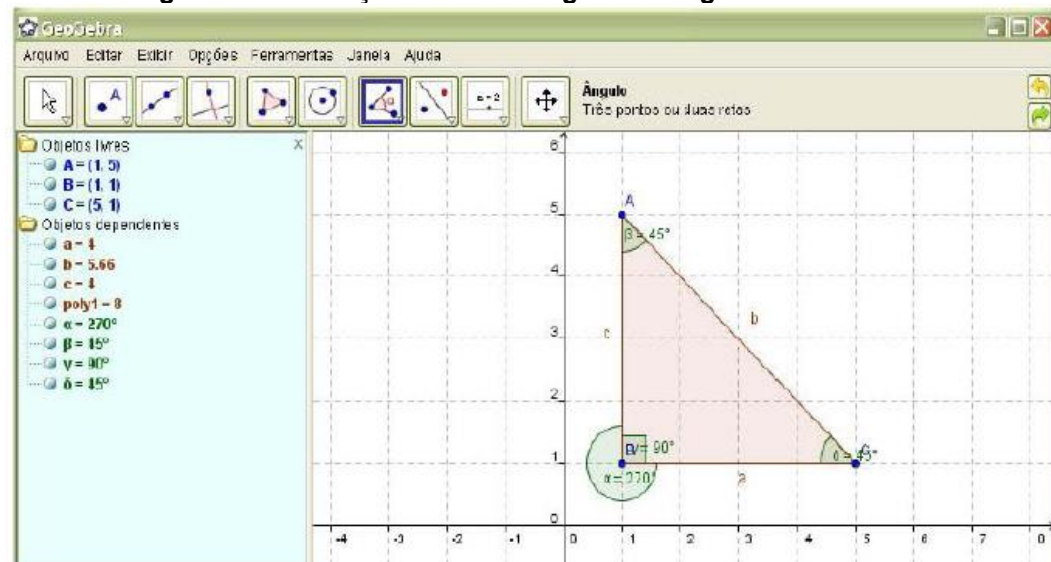 GeoGebra
Arquivo Editar Exibir Opções Ferramentas Janela Ajuda
A
α
a=2
Ângulo
Três pontos ou duas retas
Objetos livres
A = (1, 5)
B = (1, 1)
C = (5, 1)
Objetos dependentes
a = 4
b = 5.66
c = 4
poly1 = 8
α = 270°
β = 45°
γ = 90°
δ = 45°
6
5
4
3
2
1
0
A
β = 45°
c
b
B
γ = 90°
α = 270°
a
δ = 45°
C
-4 -3 -2 -1 0 1 2 3 4 5 6 7